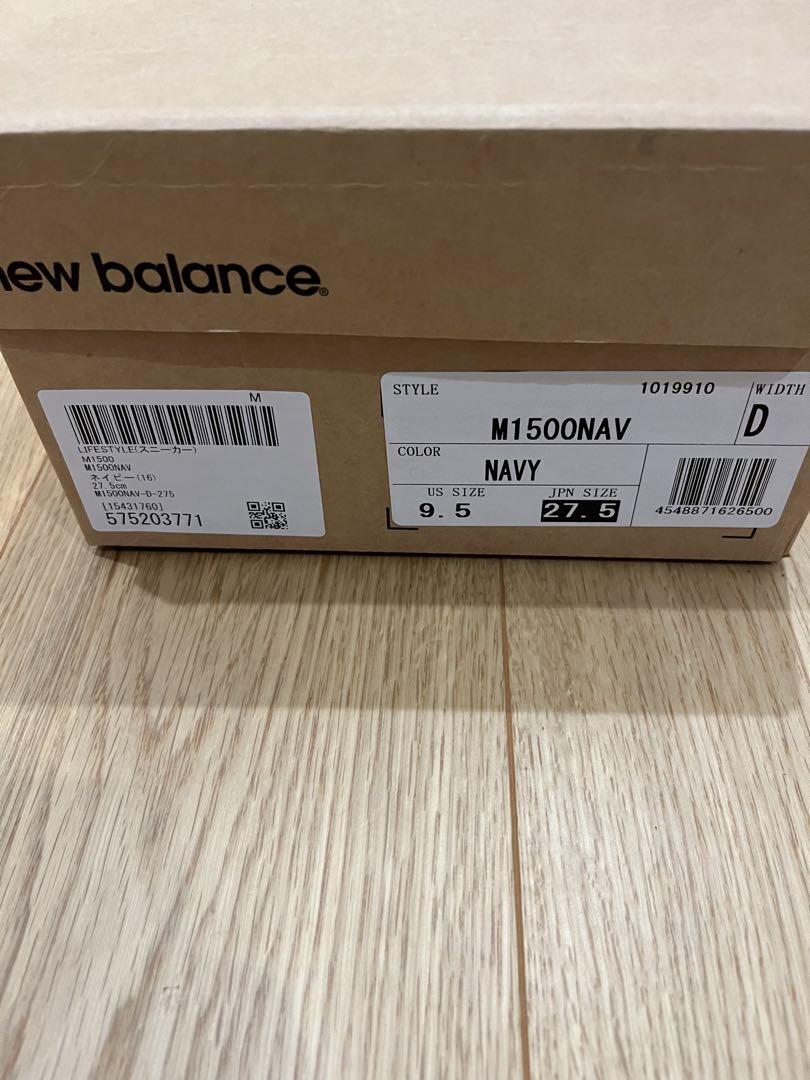 new balance®
M
LIFESTYLE(スニーカー)
M1500
M1500NAV
ネイビー(16)
27.5cm
M1500NAV-D-275
[15431760]
575203771
STYLE 1019910 WIDTH
M1500NAV D
COLOR
NAVY
US SIZE JPN SIZE
9.5 27.5
4548871626500